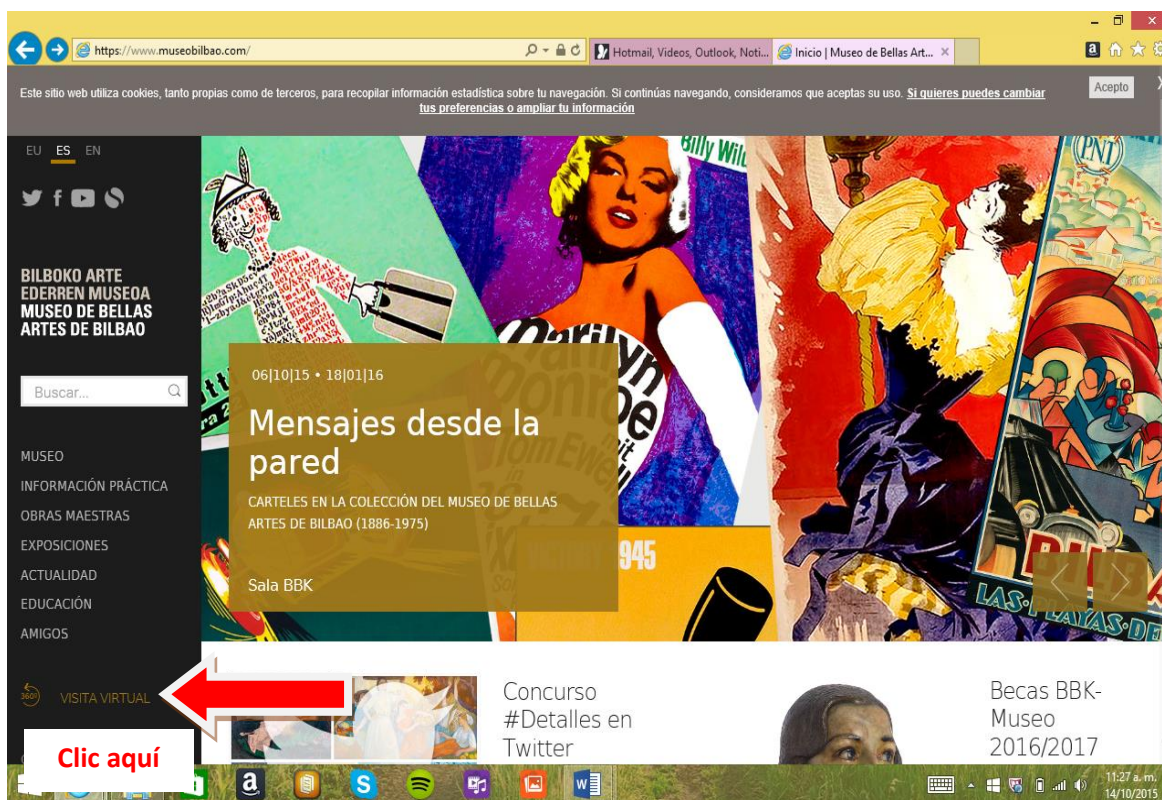 https://www.museobilbao.com/
Hotmail, Videos, Outlook, Noti...
Inicio | Museo de Bellas Art...
Este sitio web utiliza cookies, tanto propias como de terceros, para recopilar información estadística sobre tu navegación. Si continúas navegando, consideramos que aceptas su uso. Si quieres puedes cambiar
tus preferencias o ampliar tu información
Acepto
EU ES EN
BILBOKO ARTE
EDERREN MUSEOA
MUSEO DE BELLAS
ARTES DE BILBAO
Buscar...
MUSEO
INFORMACIÓN PRÁCTICA
OBRAS MAESTRAS
EXPOSICIONES
ACTUALIDAD
EDUCACIÓN
AMIGOS
360º VISITA VIRTUAL
Clic aquí
Billy Wil
PNT
marilyn
monroe
Tom Ewe
945
BILB
LAS·PLAYAS·DE
06|10|15 • 18|01|16
Mensajes desde la
pared
CARTELES EN LA COLECCIÓN DEL MUSEO DE BELLAS
ARTES DE BILBAO (1886-1975)
Sala BBK
Concurso
#Detalles en
Twitter
Becas BBK-
Museo
2016/2017
11:27 a. m.
14/10/2015